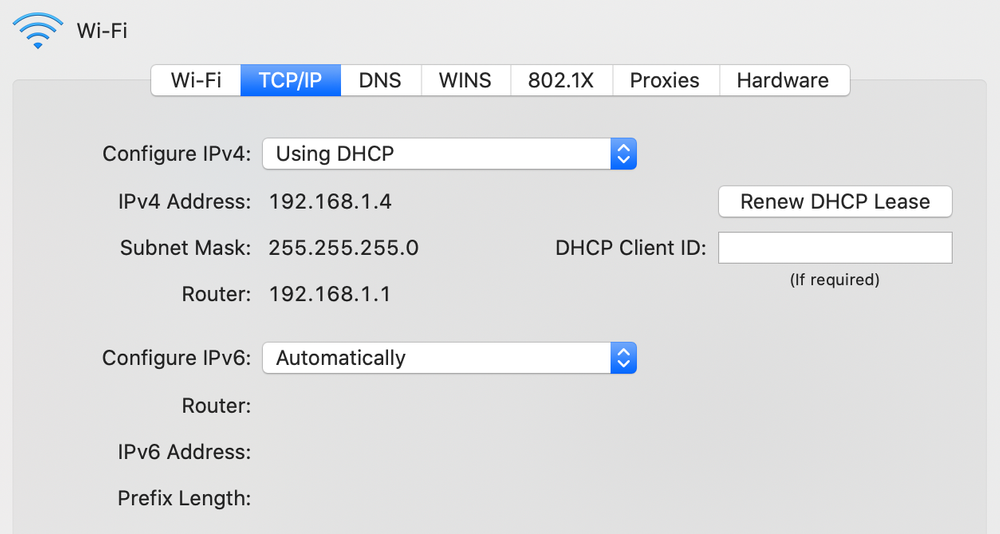 Wi-Fi
Wi-Fi TCP/IP DNS WINS 802.1X Proxies Hardware
Configure IPv4: Using DHCP
IPv4 Address: 192.168.1.4 Renew DHCP Lease
Subnet Mask: 255.255.255.0 DHCP Client ID:
(If required)
Router: 192.168.1.1
Configure IPv6: Automatically
Router:
IPv6 Address:
Prefix Length: